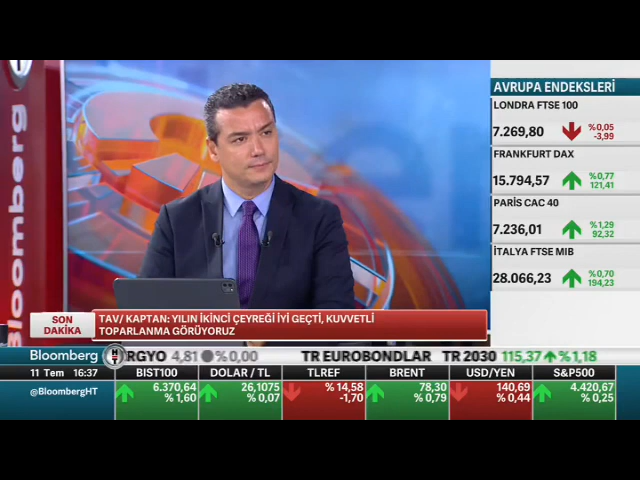 Bloomberg
AVRUPA ENDEKSLERİ
LONDRA FTSE 100
7.269,80
%0,05
-3,99
FRANKFURT DAX
15.794,57
%0,77
121,41
PARİS CAC 40
7.236,01
%1,29
92,32
İTALYA FTSE MIB
28.066,23
%0,70
194,23
SON
DAKİKA
TAV/ KAPTAN: YILIN İKİNCİ ÇEYREĞİ İYİ GEÇTİ, KUVVETLİ
TOPARLANMA GÖRÜYORUZ
Bloomberg HT RGYO 4,81 %0,00 TR EUROBONDLAR TR 2030 115,37 %1,18
11 Tem 16:37 BIST100 DOLAR / TL TLREF BRENT USD/YEN S&P500
@BloombergHT
6.370,64 26,1075 %14,58 78,30 140,69 4.420,67
% 1,60 % 0,07 -1,70 % 0,79 % 0,44 % 0,25